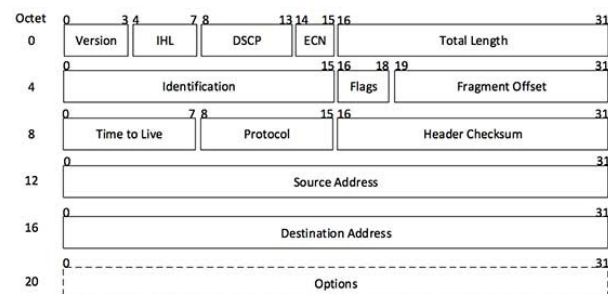 Octet 0 3 4 7 8 13 14 15 16 31
0 Version IHL DSCP ECN Total Length
0 15 16 18 19 31
4 Identification Flags Fragment Offset
0 7 8 15 16 31
8 Time to Live Protocol Header Checksum
0 31
12 Source Address
0 31
16 Destination Address
0 31
20 Options